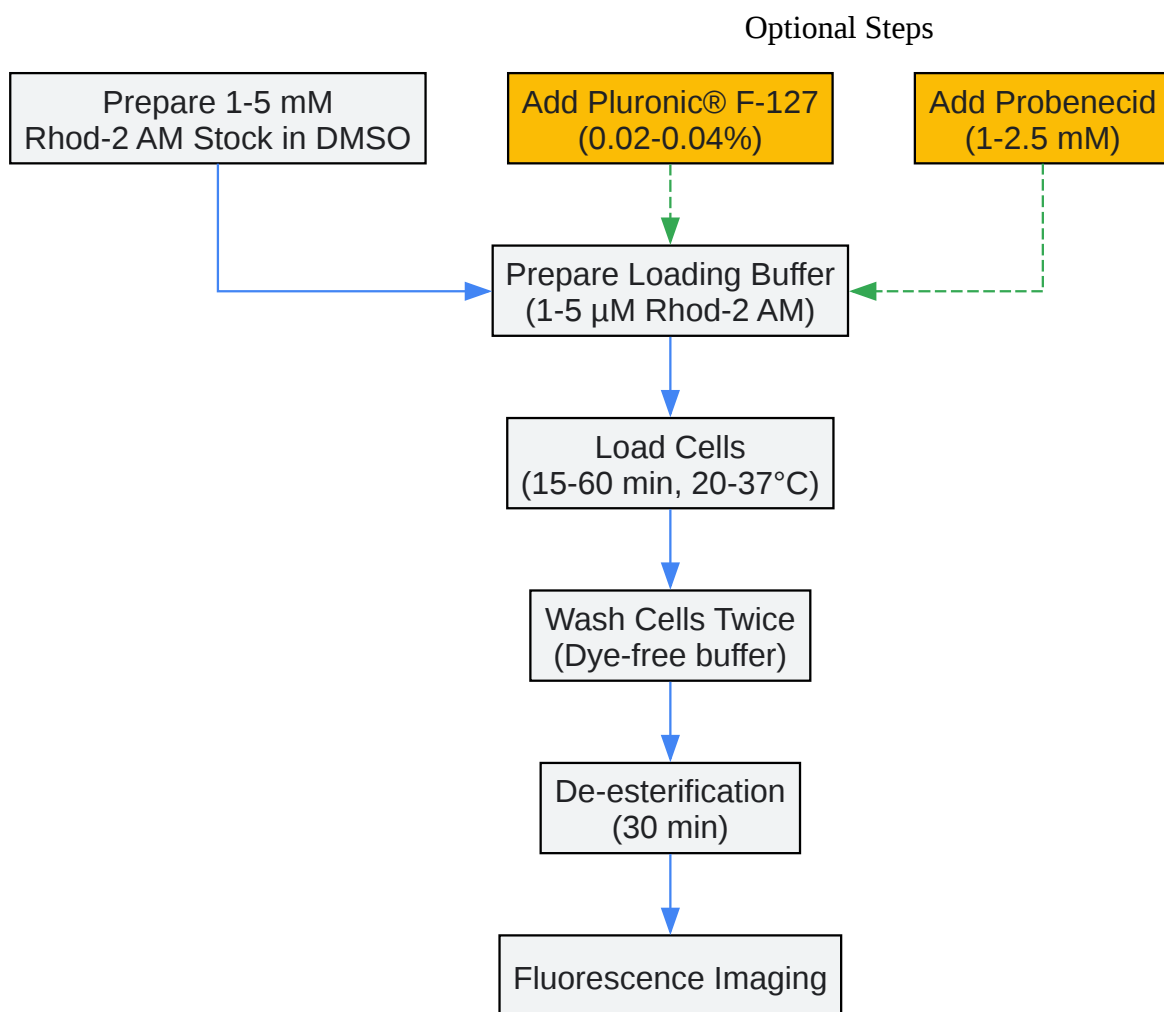 Optional Steps
Prepare 1-5 mM
Rhod-2 AM Stock in DMSO
Add Pluronic® F-127
(0.02-0.04%)
Add Probenecid
(1-2.5 mM)
Prepare Loading Buffer
(1-5 µM Rhod-2 AM)
Load Cells
(15-60 min, 20-37°C)
Wash Cells Twice
(Dye-free buffer)
De-esterification
(30 min)
Fluorescence Imaging